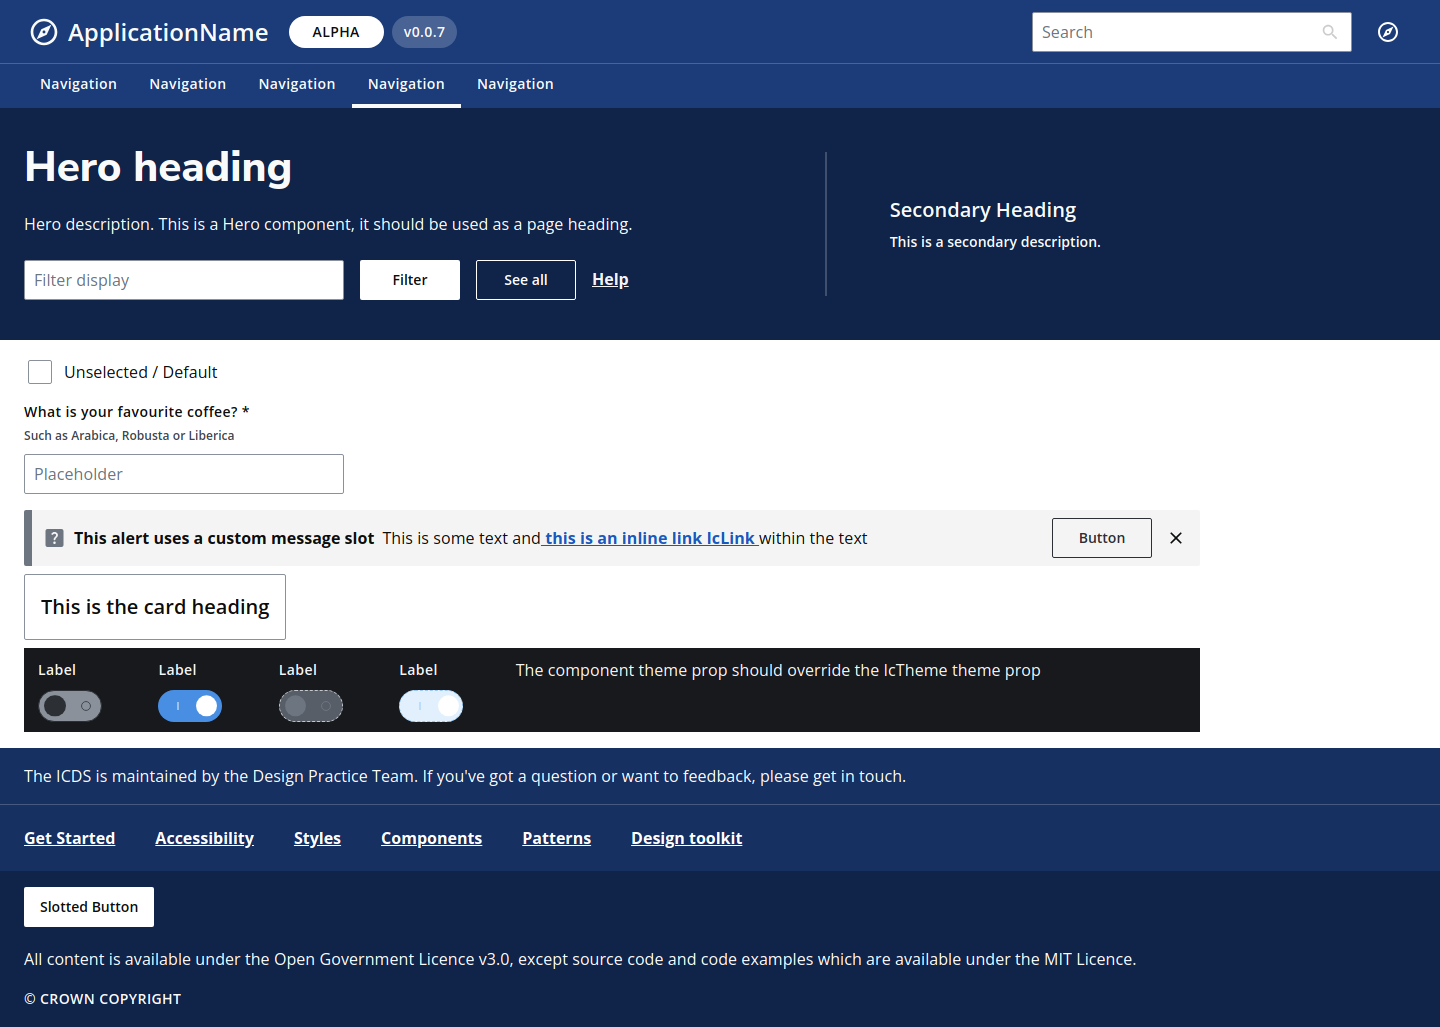 ApplicationName ALPHA v0.0.7 Search
Navigation Navigation Navigation Navigation Navigation
Hero heading
Hero description. This is a Hero component, it should be used as a page heading.
Filter display Filter See all Help
Secondary Heading
This is a secondary description.
Unselected / Default
What is your favourite coffee? *
Such as Arabica, Robusta or Liberica
Placeholder
This alert uses a custom message slot This is some text and this is an inline link IcLink within the text Button
This is the card heading
Label Label Label Label The component theme prop should override the IcTheme theme prop
The ICDS is maintained by the Design Practice Team. If you've got a question or want to feedback, please get in touch.
Get Started Accessibility Styles Components Patterns Design toolkit
Slotted Button
All content is available under the Open Government Licence v3.0, except source code and code examples which are available under the MIT Licence.
© CROWN COPYRIGHT